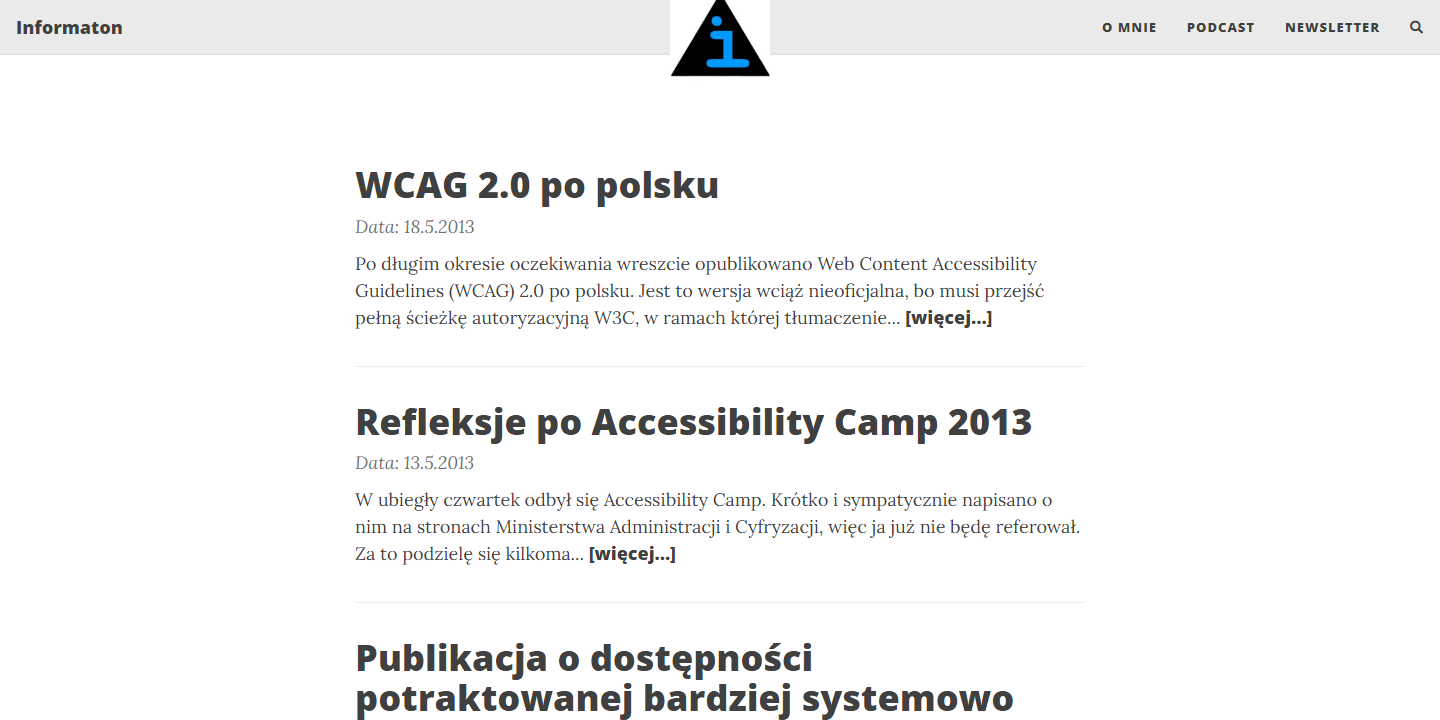 Informaton
i
O MNIE
PODCAST
NEWSLETTER
WCAG 2.0 po polsku
Data: 18.5.2013
Po długim okresie oczekiwania wreszcie opublikowano Web Content Accessibility
Guidelines (WCAG) 2.0 po polsku. Jest to wersja wciąż nieoficjalna, bo musi przejść
pełną ścieżkę autoryzacyjną W3C, w ramach której tłumaczenie... [więcej...]
Refleksje po Accessibility Camp 2013
Data: 13.5.2013
W ubiegły czwartek odbył się Accessibility Camp. Krótko i sympatycznie napisano o
nim na stronach Ministerstwa Administracji i Cyfryzacji, więc ja już nie będę referował.
Za to podzielę się kilkoma... [więcej...]
Publikacja o dostępności
potraktowanej bardziej systemowo